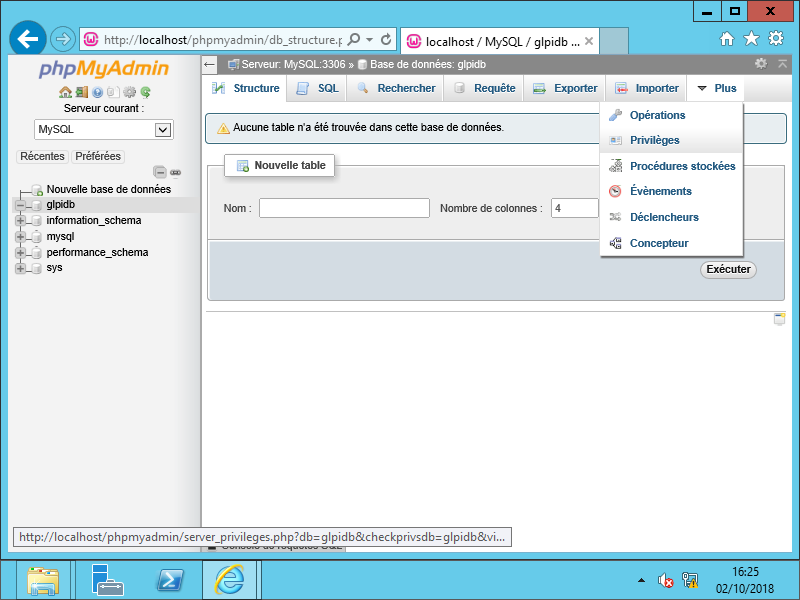 http://localhost/phpmyadmin/db_structure.p
localhost / MySQL / glpidb ...
phpMyAdmin
Serveur courant :
MySQL
Récentes Préférées
Nouvelle base de données
glpidb
information_schema
mysql
performance_schema
sys
Serveur: MySQL:3306 » Base de données: glpidb
Structure SQL Rechercher Requête Exporter Importer Plus
Opérations
Privilèges
Procédures stockées
Évènements
Déclencheurs
Concepteur
Aucune table n'a été trouvée dans cette base de données.
Nouvelle table
Nom : Nombre de colonnes : 4
Exécuter
http://localhost/phpmyadmin/server_privileges.php?db=glpidb&checkprivsdb=glpidb&vi...
Console de requêtes SQL
16:25
02/10/2018